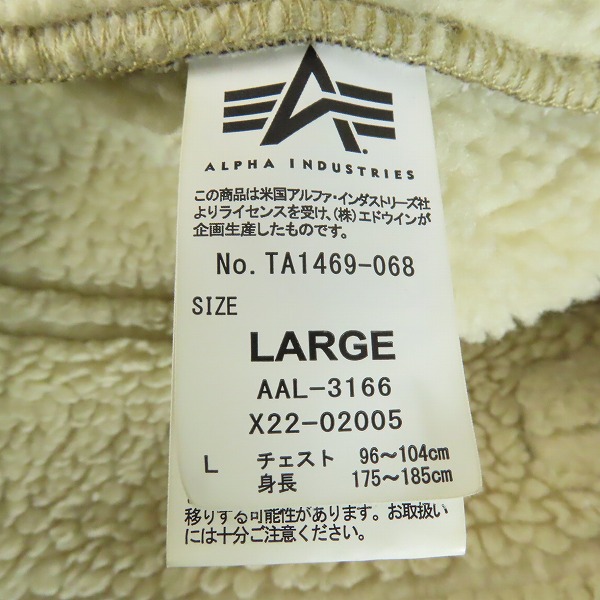 ALPHA INDUSTRIES
この商品は米国アルファ・インダストリーズ社
よりライセンスを受け、(株)エドウインが
企画生産したものです。
No. TA1469-068
SIZE
LARGE
AAL-3166
X22-02005
L チェスト 96～104cm
身長 175～185cm
移りする可能性があります。お取扱い
には十分ご注意ください。